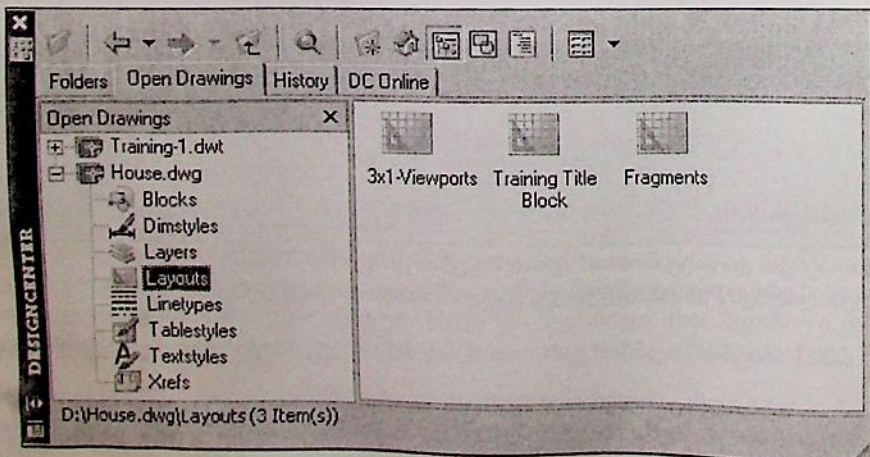 Folders Open Drawings History DC Online
Open Drawings
Training-1.dwt
House.dwg
Blocks
Dimstyles
Layers
Layouts
Linetypes
Tablestyles
Textstyles
Xrefs
3x1-Viewports Training Title Block Fragments
D:\House.dwg\Layouts (3 Item(s))
DESIGNCENTER